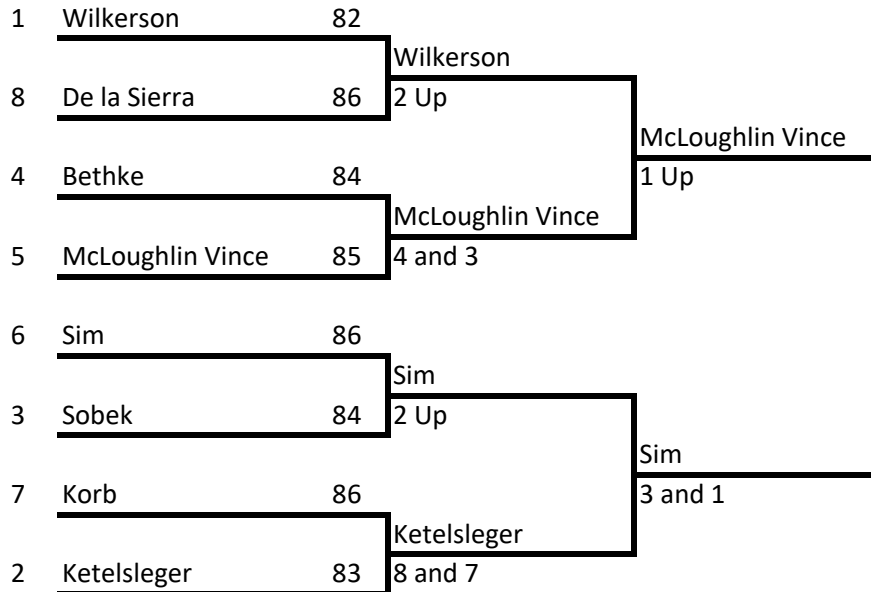 1 Wilkerson 82
Wilkerson
8 De la Sierra 86 2 Up
McLoughlin Vince
4 Bethke 84 1 Up
McLoughlin Vince
5 McLoughlin Vince 85 4 and 3
6 Sim 86
Sim
3 Sobek 84 2 Up
Sim
7 Korb 86 3 and 1
Ketelsleger
2 Ketelsleger 83 8 and 7